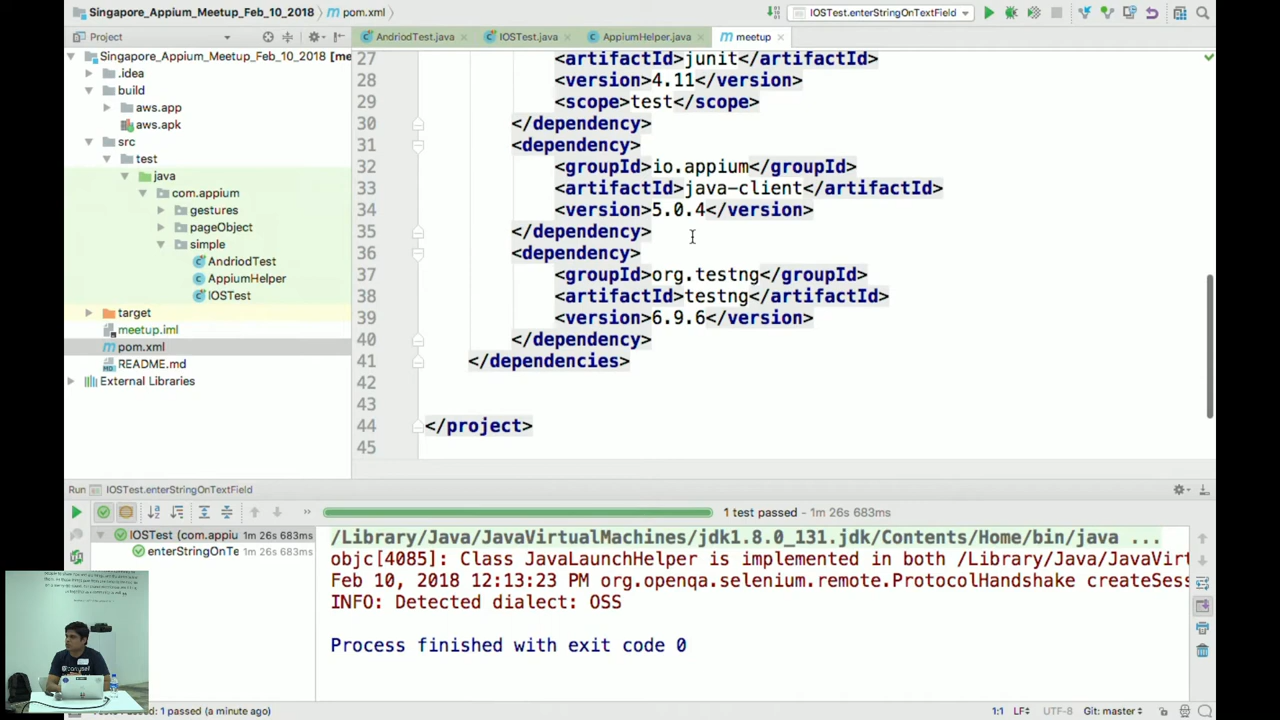 Singapore_Appium_Meetup_Feb_10_2018 pom.xml IOSTest.enterStringOnTextField
Project AndriodTest.java IOSTest.java AppiumHelper.java meetup
Singapore_Appium_Meetup_Feb_10_2018 [me
.idea
build
aws.app
aws.apk
src
test
java
com.appium
gestures
pageObject
simple
AndriodTest
AppiumHelper
IOSTest
target
meetup.iml
pom.xml
README.md
External Libraries
27 <artifactId>junit</artifactId>
28 <version>4.11</version>
29 <scope>test</scope>
30 </dependency>
31 <dependency>
32 <groupId>io.appium</groupId>
33 <artifactId>java-client</artifactId>
34 <version>5.0.4</version>
35 </dependency>
36 <dependency>
37 <groupId>org.testng</groupId>
38 <artifactId>testng</artifactId>
39 <version>6.9.6</version>
40 </dependency>
41 </dependencies>
42
43
44 </project>
45
Run IOSTest.enterStringOnTextField
1 test passed - 1m 26s 683ms
IOSTest (com.appiu 1m 26s 683ms
enterStringOnTe 1m 26s 683ms
/Library/Java/JavaVirtualMachines/jdk1.8.0_131.jdk/Contents/Home/bin/java ...
objc[4085]: Class JavaLaunchHelper is implemented in both /Library/Java/JavaVirt
Feb 10, 2018 12:13:23 PM org.openqa.selenium.remote.ProtocolHandshake createSess
INFO: Detected dialect: OSS
Process finished with exit code 0
passed: 1 passed (a minute ago) 1:1 LF UTF-8 Git: master